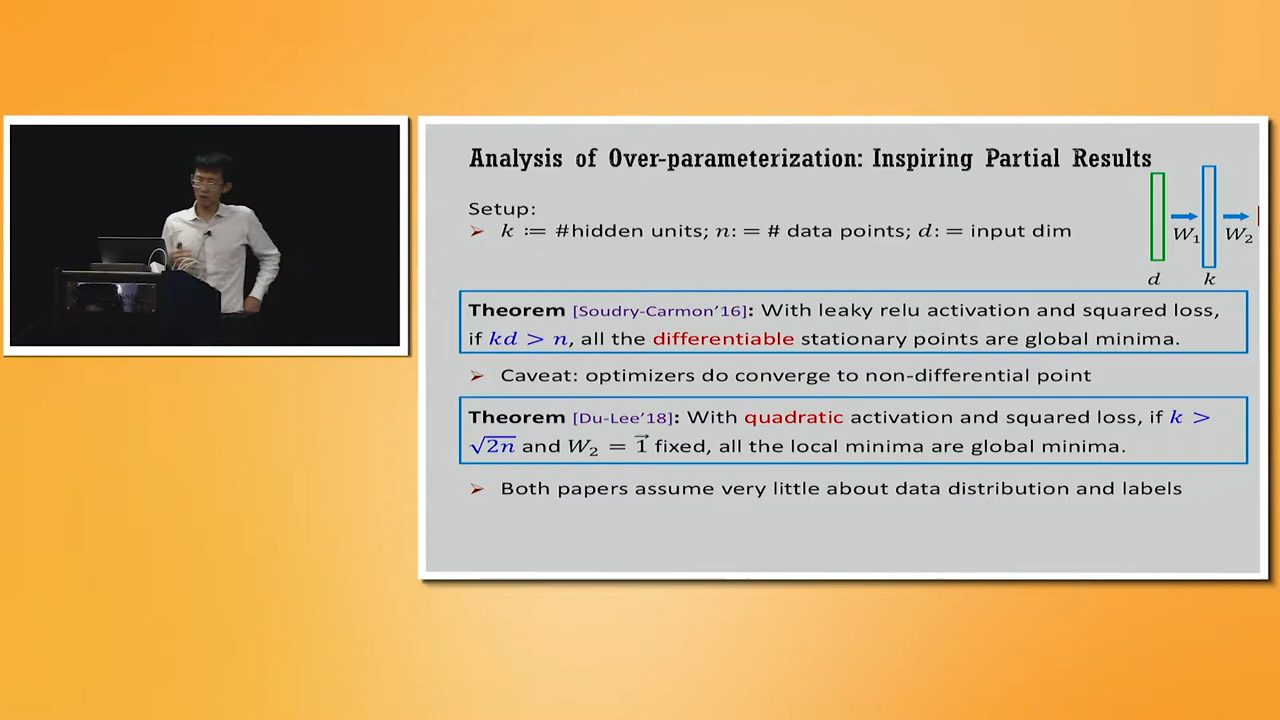 Analysis of Over-parameterization: Inspiring Partial Results
Setup:
➢ k ≔ #hidden units; n: = # data points; d: = input dim
W₁ W₂
d k
Theorem [Soudry-Carmon'16]: With leaky relu activation and squared loss,
if kd > n, all the differentiable stationary points are global minima.
➢ Caveat: optimizers do converge to non-differential point
Theorem [Du-Lee'18]: With quadratic activation and squared loss, if k >
√2n and W₂ = 1⃗ fixed, all the local minima are global minima.
➢ Both papers assume very little about data distribution and labels